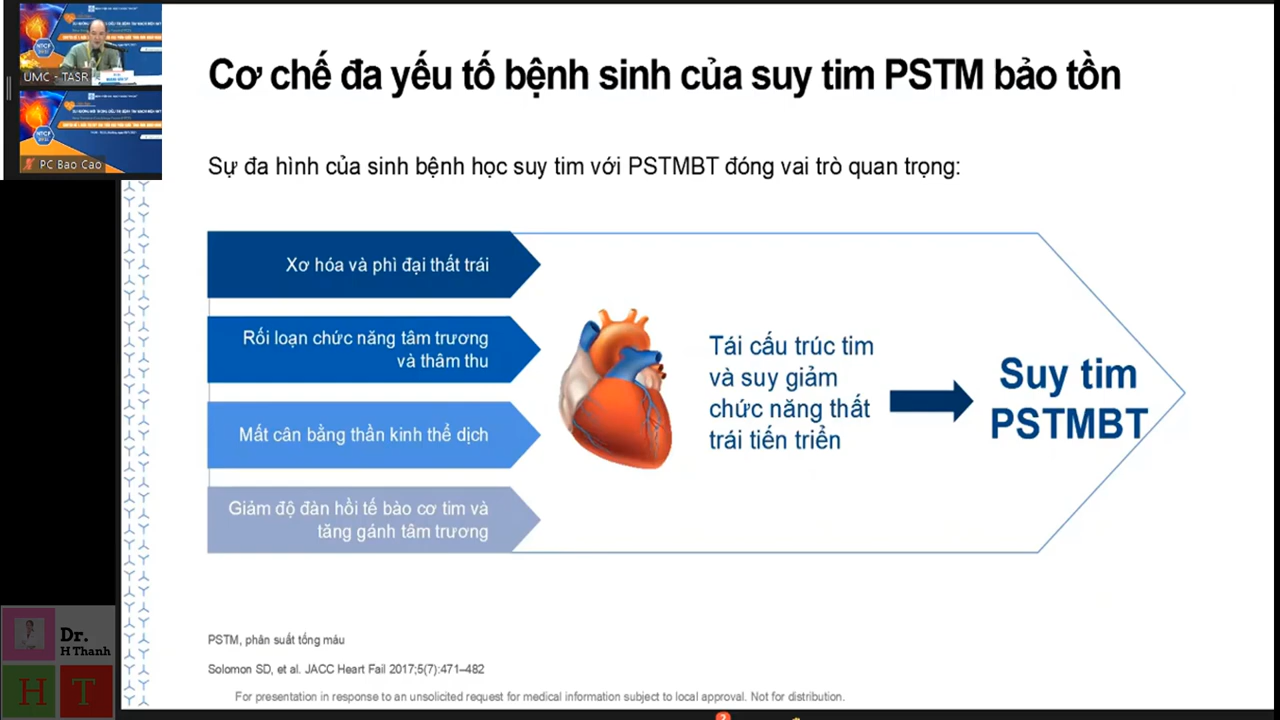 UMC - TASR
PC Bao Cao
Cơ chế đa yếu tố bệnh sinh của suy tim PSTM bảo tồn
Sự đa hình của sinh bệnh học suy tim với PSTMBT đóng vai trò quan trọng:
Xơ hóa và phì đại thất trái
Rối loạn chức năng tâm trương
và thâm thu
Mất cân bằng thần kinh thể dịch
Giảm độ đàn hồi tế bào cơ tim và
tăng gánh tâm trương
Tái cấu trúc tim
và suy giảm
chức năng thất
trái tiến triển
Suy tim
PSTMBT
PSTM, phân suất tống máu
Solomon SD, et al. JACC Heart Fail 2017;5(7):471–482
For presentation in response to an unsolicited request for medical information subject to local approval. Not for distribution.
Dr.
H Thanh
H T